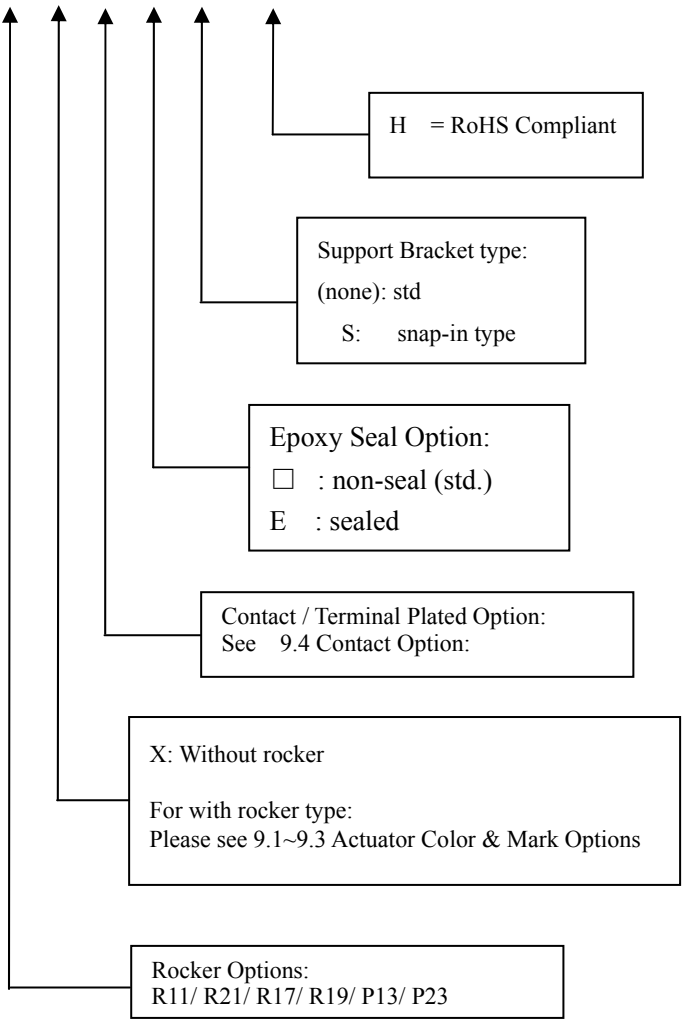 H = RoHS Compliant
Support Bracket type:
(none): std
S: snap-in type
Epoxy Seal Option:
□ : non-seal (std.)
E : sealed
Contact / Terminal Plated Option:
See 9.4 Contact Option:
X: Without rocker
For with rocker type:
Please see 9.1~9.3 Actuator Color & Mark Options
Rocker Options:
R11/ R21/ R17/ R19/ P13/ P23